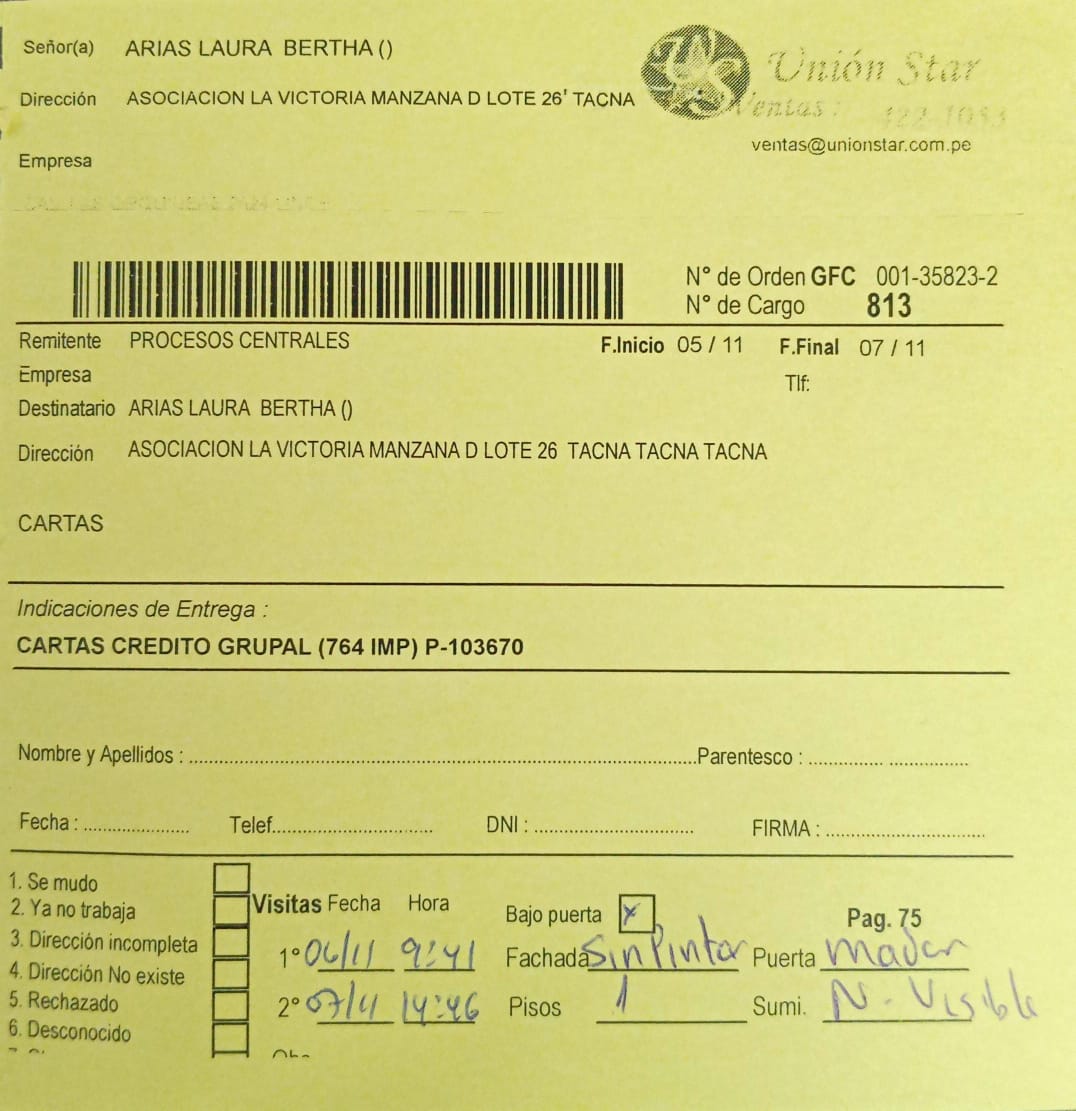 Señor(a) ARIAS LAURA BERTHA ()
Unión Star
Dirección ASOCIACION LA VICTORIA MANZANA D LOTE 26' TACNA
Ventas :
ventas@unionstar.com.pe
Empresa
N° de Orden GFC 001-35823-2
N° de Cargo 813
Remitente PROCESOS CENTRALES
F.Inicio 05 / 11 F.Final 07 / 11
Empresa
Tlf:
Destinatario ARIAS LAURA BERTHA ()
Dirección ASOCIACION LA VICTORIA MANZANA D LOTE 26 TACNA TACNA TACNA
CARTAS
Indicaciones de Entrega :
CARTAS CREDITO GRUPAL (764 IMP) P-103670
Nombre y Apellidos : Parentesco :
Fecha : Telef. DNI : FIRMA :
1. Se mudo
2. Ya no trabaja
3. Dirección incompleta
4. Dirección No existe
5. Rechazado
6. Desconocido
Visitas Fecha Hora
1° 06/11 9:41
2° 07/11 14:46
Bajo puerta x Pag. 75
Fachada Sin Pintar Puerta Mader
Pisos 1 Sumi. N. Visible